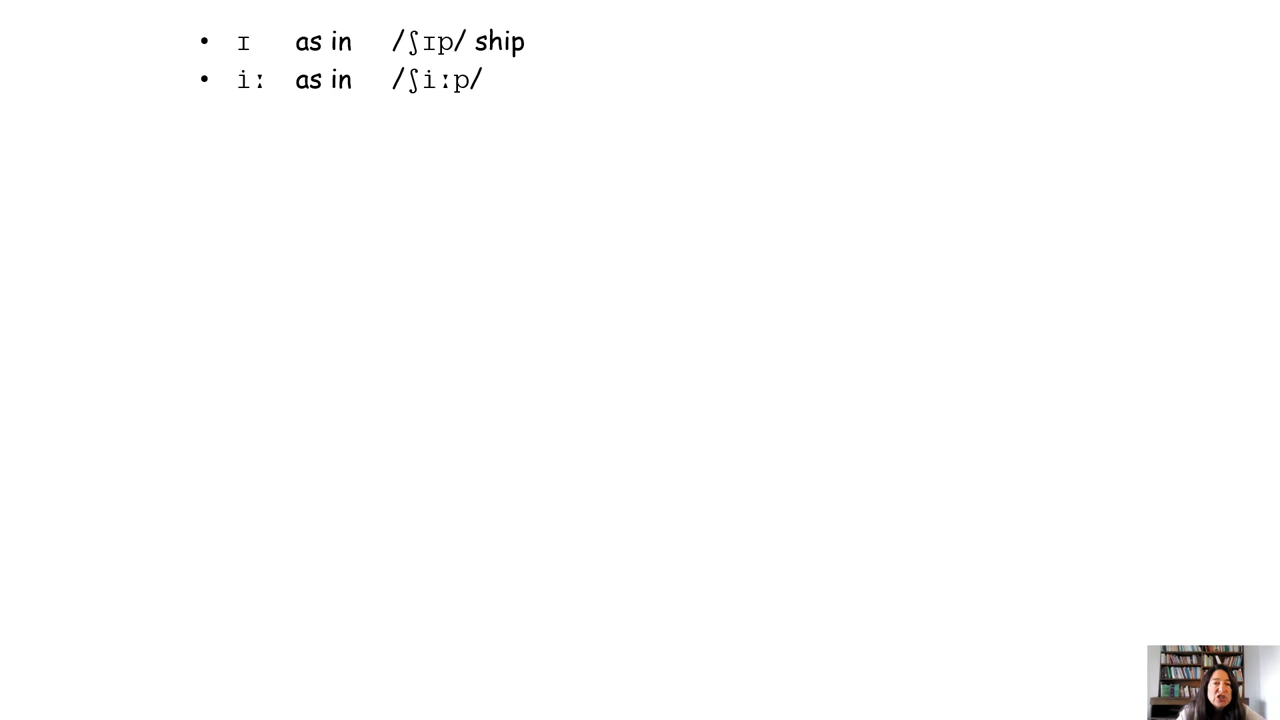 • ɪ as in /ʃɪp/ ship
• iː as in /ʃiːp/